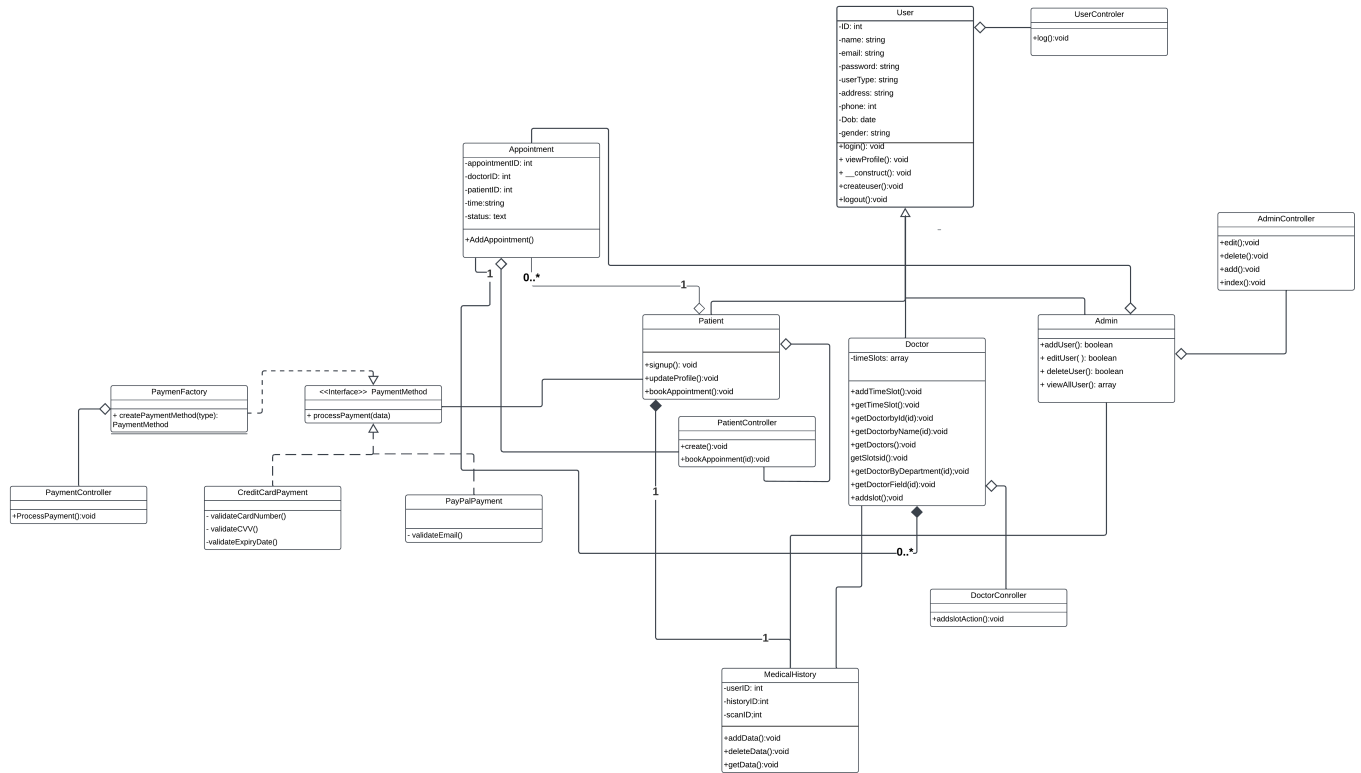 User
-ID: int
-name: string
-email: string
-password: string
-userType: string
-address: string
-phone: int
-Dob: date
-gender: string
+login(): void
+ viewProfile(): void
+ __construct(): void
+createuser():void
+logout():void
UserControler
+log():void
Appointment
-appointmentID: int
-doctorID: int
-patientID: int
-time:string
-status: text
+AddAppointment()
1
0..*
1
AdminController
+edit();void
+delete():void
+add():void
+index():void
Patient
+signup(): void
+updateProfile():void
+bookAppointment():void
Doctor
-timeSlots: array
+addTimeSlot():void
+getTimeSlot():void
+getDoctorbyId(id):void
+getDoctorbyName(id):void
+getDoctors():void
getSlotsid():void
+getDoctorByDepartment(id);void
+getDoctorField(id):void
+addslot();void
Admin
+addUser(): boolean
+ editUser( ): boolean
+ deleteUser(): boolean
+ viewAllUser(): array
PaymenFactory
+ createPaymentMethod(type):
PaymentMethod
<<Interface>> PaymentMethod
+ processPayment(data)
PatientController
+create():void
+bookAppoinment(id):void
PaymentController
+ProcessPayment():void
CreditCardPayment
- validateCardNumber()
- validateCVV()
-validateExpiryDate()
PayPalPayment
- validateEmail()
1
0..*
DoctorConroller
+addslotAction():void
1
MedicalHistory
-userID: int
-historyID:int
-scanID;int
+addData():void
+deleteData():void
+getData():void